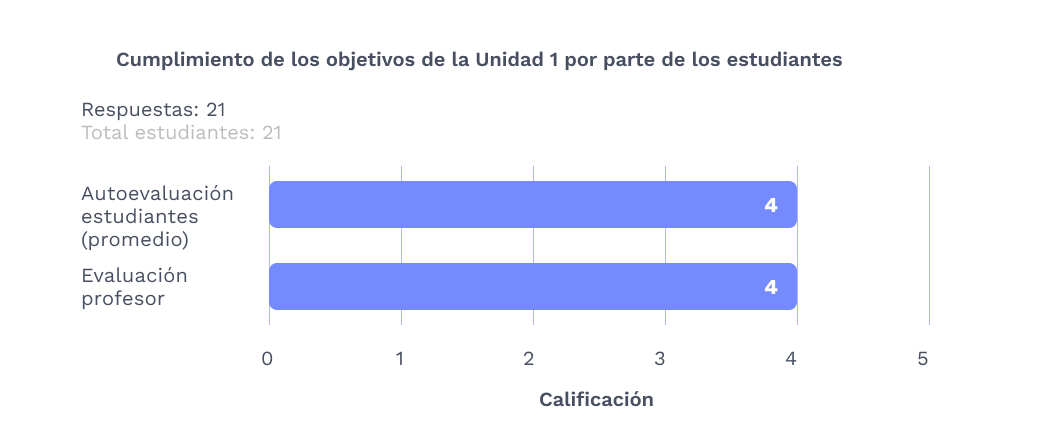 Cumplimiento de los objetivos de la Unidad 1 por parte de los estudiantes
Respuestas: 21
Total estudiantes: 21
Autoevaluación
estudiantes
(promedio)
4
Evaluación
profesor
4
0 1 2 3 4 5
Calificación